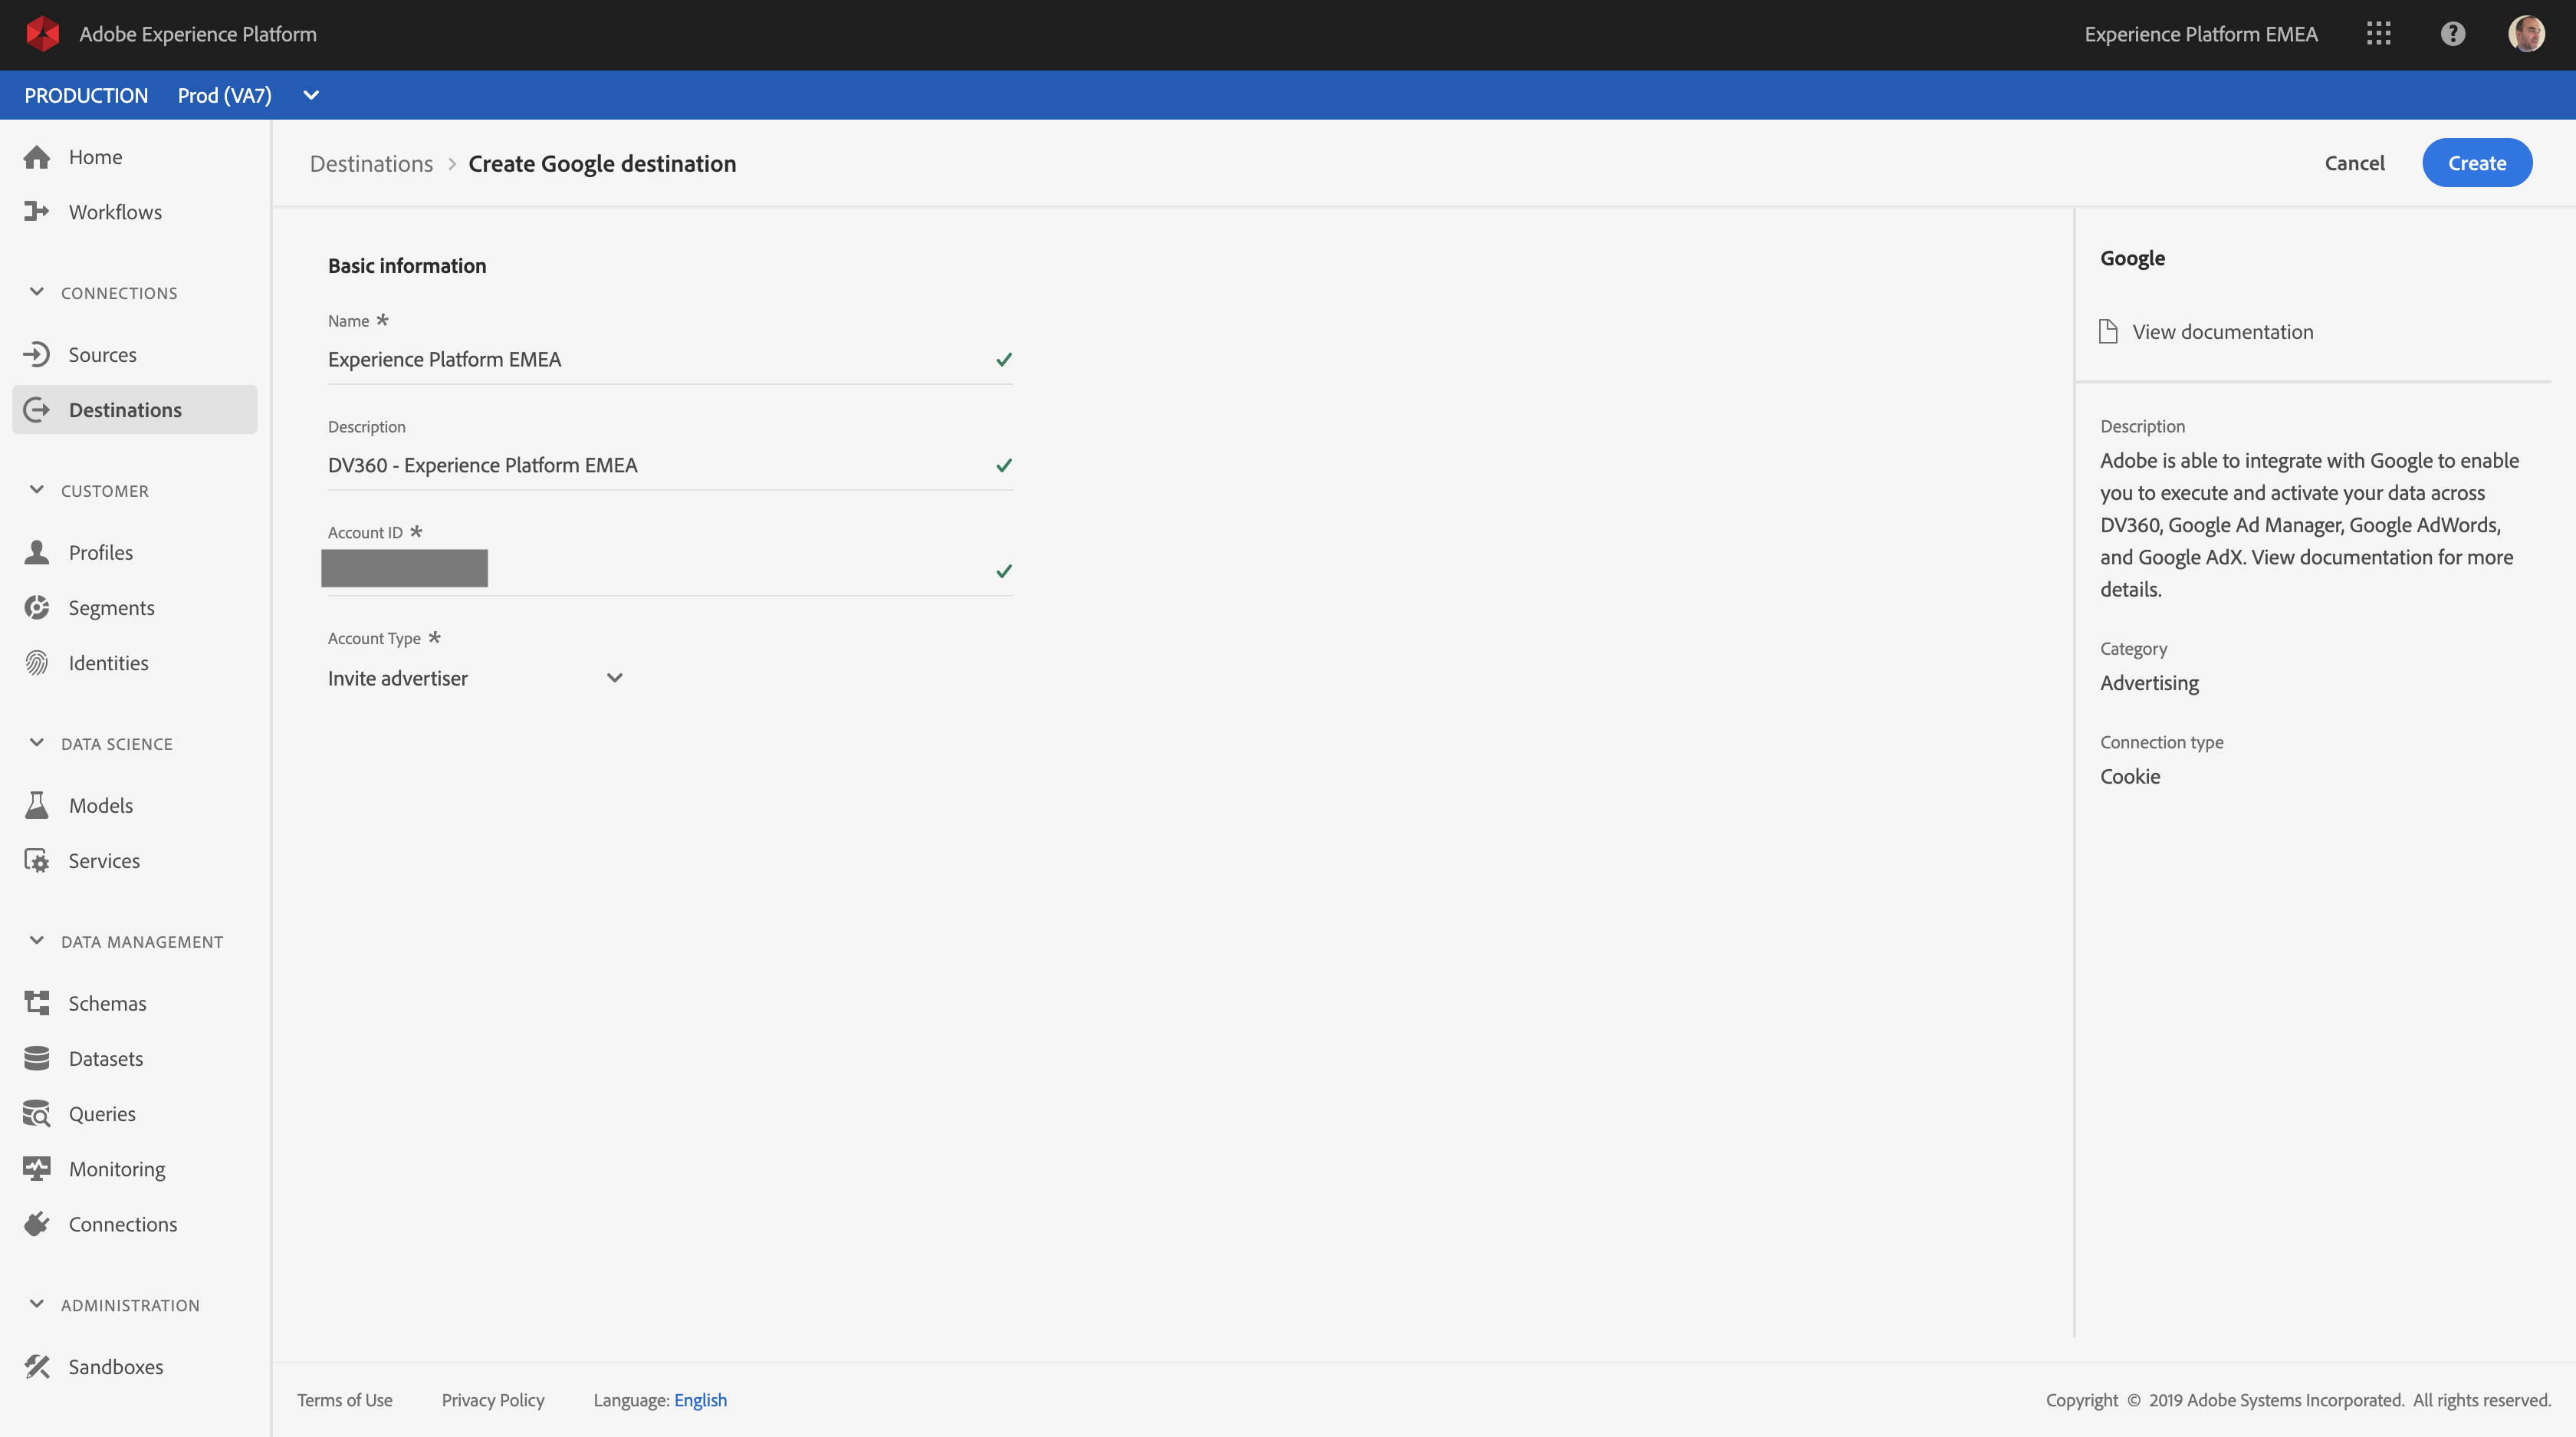 Adobe Experience Platform
Experience Platform EMEA
?
PRODUCTION Prod (VA7)
Home
Workflows
CONNECTIONS
Sources
Destinations
CUSTOMER
Profiles
Segments
Identities
DATA SCIENCE
Models
Services
DATA MANAGEMENT
Schemas
Datasets
Queries
Monitoring
Connections
ADMINISTRATION
Sandboxes
Destinations > Create Google destination
Cancel
Create
Basic information
Name *
Experience Platform EMEA
Description
DV360 - Experience Platform EMEA
Account ID *
Account Type *
Invite advertiser
Google
View documentation
Description
Adobe is able to integrate with Google to enable
you to execute and activate your data across
DV360, Google Ad Manager, Google AdWords,
and Google AdX. View documentation for more
details.
Category
Advertising
Connection type
Cookie
Terms of Use
Privacy Policy
Language: English
Copyright © 2019 Adobe Systems Incorporated. All rights reserved.